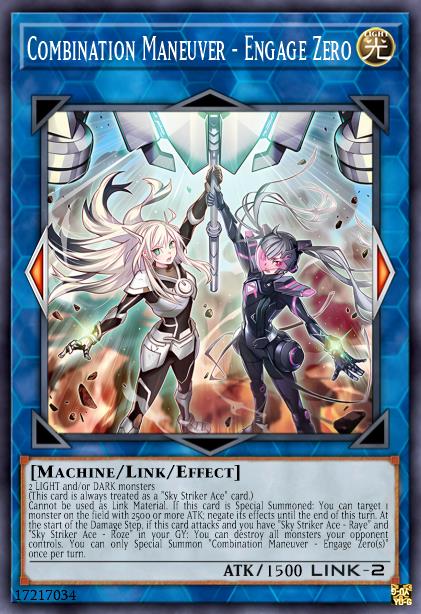 COMBINATION MANEUVER - ENGAGE ZERO
LIGHT
光
[MACHINE/LINK/EFFECT]
2 LIGHT and/or DARK monsters
(This card is always treated as a "Sky Striker Ace" card.)
Cannot be used as Link Material. If this card is Special Summoned: You can target 1
monster on the field with 2500 or more ATK; negate its effects until the end of this turn. At
the start of the Damage Step, if this card attacks and you have "Sky Striker Ace - Raye" and
"Sky Striker Ace - Roze" in your GY: You can destroy all monsters your opponent
controls. You can only Special Summon "Combination Maneuver - Engage Zero(s)"
once per turn.
ATK/1500 LINK-2
17217034